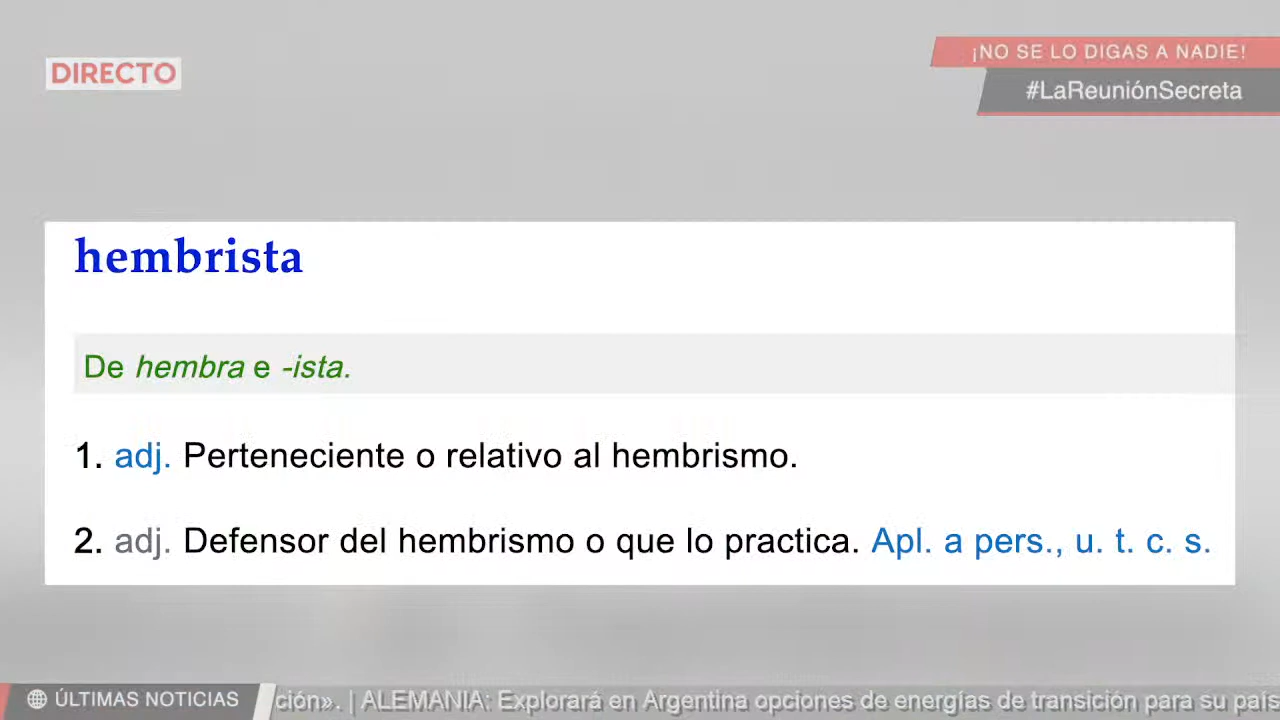 ¡NO SE LO DIGAS A NADIE!
DIRECTO
#LaReuniónSecreta
hembrista
De hembra e -ista.
1. adj. Perteneciente o relativo al hembrismo.
2. adj. Defensor del hembrismo o que lo practica. Apl. a pers., u. t. c. s.
ÚLTIMAS NOTICIAS ción». | ALEMANIA: Explorará en Argentina opciones de energías de transición para su país